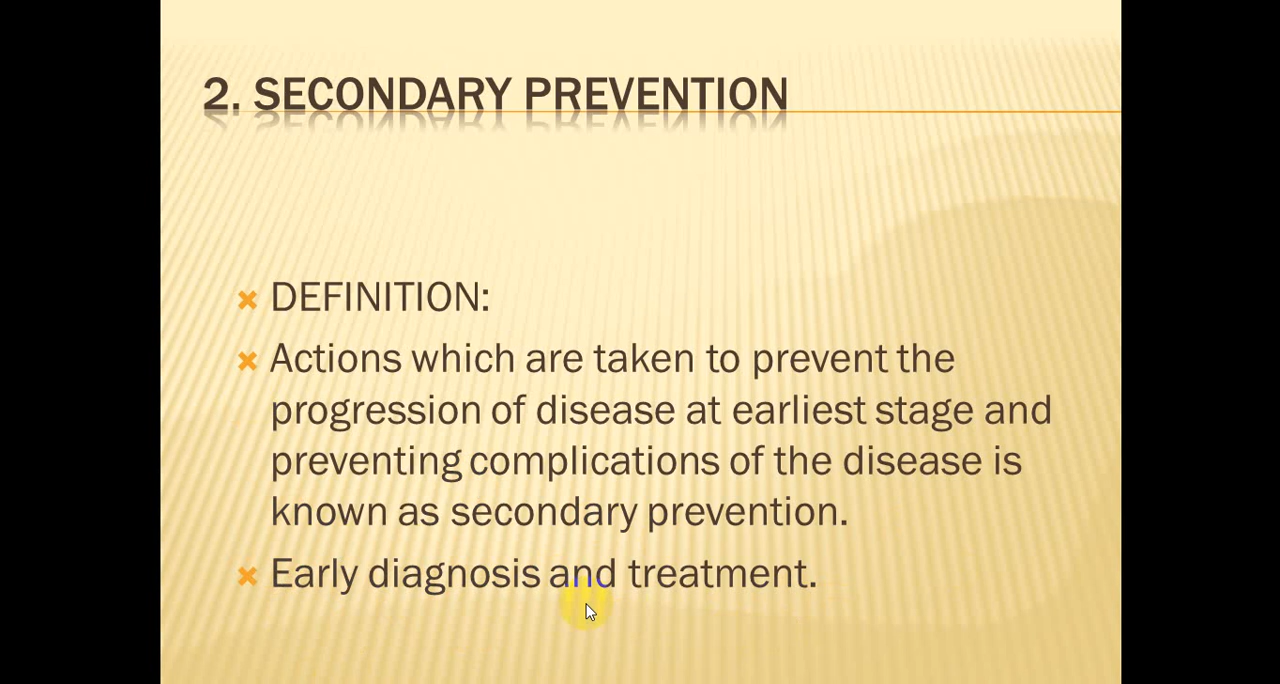 2. SECONDARY PREVENTION
DEFINITION:
Actions which are taken to prevent the
progression of disease at earliest stage and
preventing complications of the disease is
known as secondary prevention.
Early diagnosis and treatment.